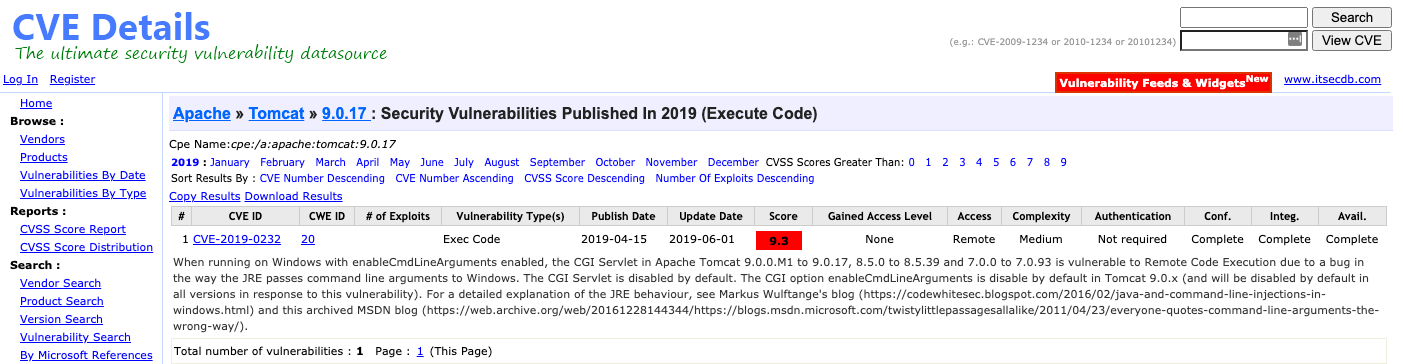 CVE Details
The ultimate security vulnerability datasource
Search
(e.g.: CVE-2009-1234 or 2010-1234 or 20101234) View CVE
Log In Register
Vulnerability Feeds & Widgets New www.itsecdb.com
Home
Browse :
Vendors
Products
Vulnerabilities By Date
Vulnerabilities By Type
Reports :
CVSS Score Report
CVSS Score Distribution
Search :
Vendor Search
Product Search
Version Search
Vulnerability Search
By Microsoft References
Apache » Tomcat » 9.0.17 : Security Vulnerabilities Published In 2019 (Execute Code)
Cpe Name:cpe:/a:apache:tomcat:9.0.17
2019 : January February March April May June July August September October November December CVSS Scores Greater Than: 0 1 2 3 4 5 6 7 8 9
Sort Results By : CVE Number Descending CVE Number Ascending CVSS Score Descending Number Of Exploits Descending
Copy Results Download Results
# CVE ID CWE ID # of Exploits Vulnerability Type(s) Publish Date Update Date Score Gained Access Level Access Complexity Authentication Conf. Integ. Avail.
1 CVE-2019-0232 20 Exec Code 2019-04-15 2019-06-01 9.3 None Remote Medium Not required Complete Complete Complete
When running on Windows with enableCmdLineArguments enabled, the CGI Servlet in Apache Tomcat 9.0.0.M1 to 9.0.17, 8.5.0 to 8.5.39 and 7.0.0 to 7.0.93 is vulnerable to Remote Code Execution due to a bug in
the way the JRE passes command line arguments to Windows. The CGI Servlet is disabled by default. The CGI option enableCmdLineArguments is disable by default in Tomcat 9.0.x (and will be disabled by default in
all versions in response to this vulnerability). For a detailed explanation of the JRE behaviour, see Markus Wulftange's blog (https://codewhitesec.blogspot.com/2016/02/java-and-command-line-injections-in-
windows.html) and this archived MSDN blog (https://web.archive.org/web/20161228144344/https://blogs.msdn.microsoft.com/twistylittlepassagesallalike/2011/04/23/everyone-quotes-command-line-arguments-the-
wrong-way/).
Total number of vulnerabilities : 1 Page : 1 (This Page)